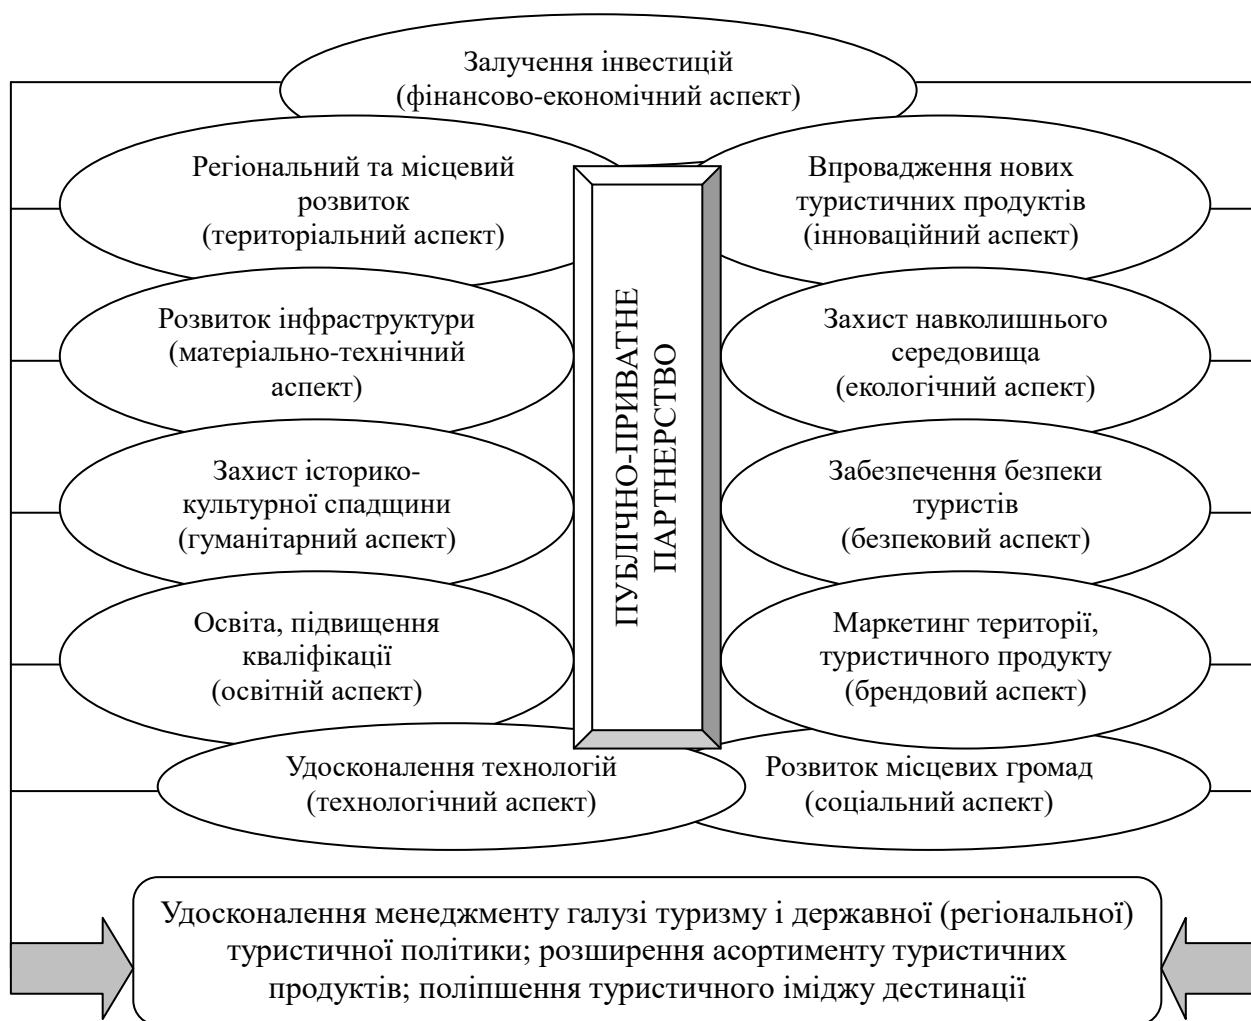 Залучення інвестицій
(фінансово-економічний аспект)
Регіональний та місцевий
розвиток
(територіальний аспект)
Впровадження нових
туристичних продуктів
(інноваційний аспект)
Розвиток інфраструктури
(матеріально-технічний
аспект)
Захист навколишнього
середовища
(екологічний аспект)
ПУБЛІЧНО-ПРИВАТНЕ
ПАРТНЕРСТВО
Захист історико-
культурної спадщини
(гуманітарний аспект)
Забезпечення безпеки
туристів
(безпековий аспект)
Освіта, підвищення
кваліфікації
(освітній аспект)
Маркетинг території,
туристичного продукту
(брендовий аспект)
Удосконалення технологій
(технологічний аспект)
Розвиток місцевих громад
(соціальний аспект)
Удосконалення менеджменту галузі туризму і державної (регіональної)
туристичної політики; розширення асортименту туристичних
продуктів; поліпшення туристичного іміджу дестинації